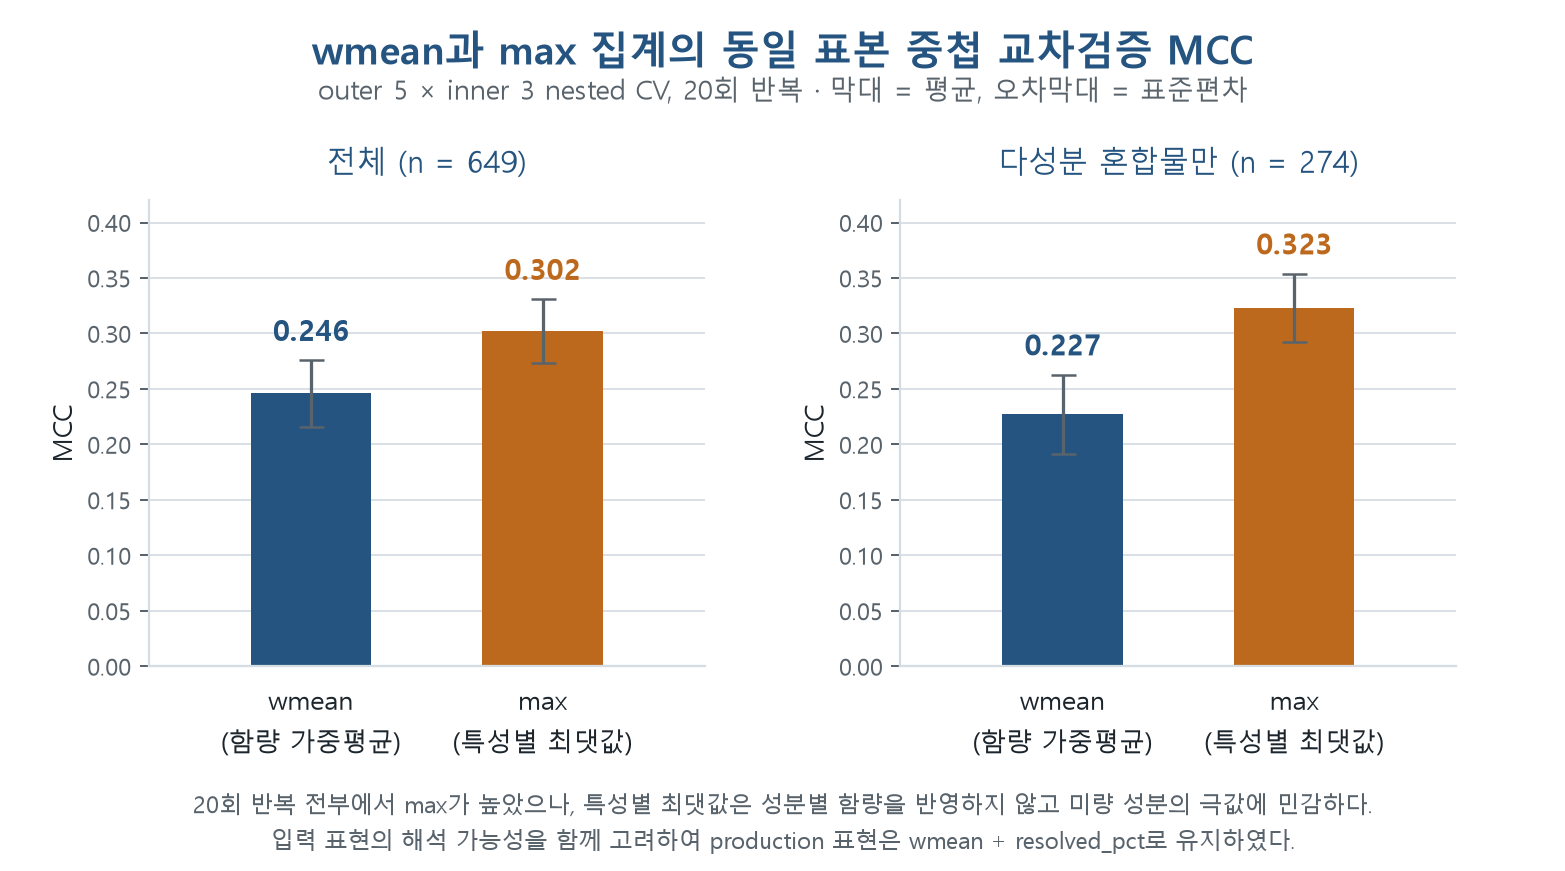 wmean과 max 집계의 동일 표본 중첩 교차검증 MCC
outer 5 × inner 3 nested CV, 20회 반복 · 막대 = 평균, 오차막대 = 표준편차
전체 (n = 649)
MCC
0.40
0.35
0.30
0.25
0.20
0.15
0.10
0.05
0.00
0.246
0.302
wmean
(함량 가중평균)
max
(특성별 최댓값)
다성분 혼합물만 (n = 274)
MCC
0.40
0.35
0.30
0.25
0.20
0.15
0.10
0.05
0.00
0.227
0.323
wmean
(함량 가중평균)
max
(특성별 최댓값)
20회 반복 전부에서 max가 높았으나, 특성별 최댓값은 성분별 함량을 반영하지 않고 미량 성분의 극값에 민감하다.
입력 표현의 해석 가능성을 함께 고려하여 production 표현은 wmean + resolved_pct로 유지하였다.